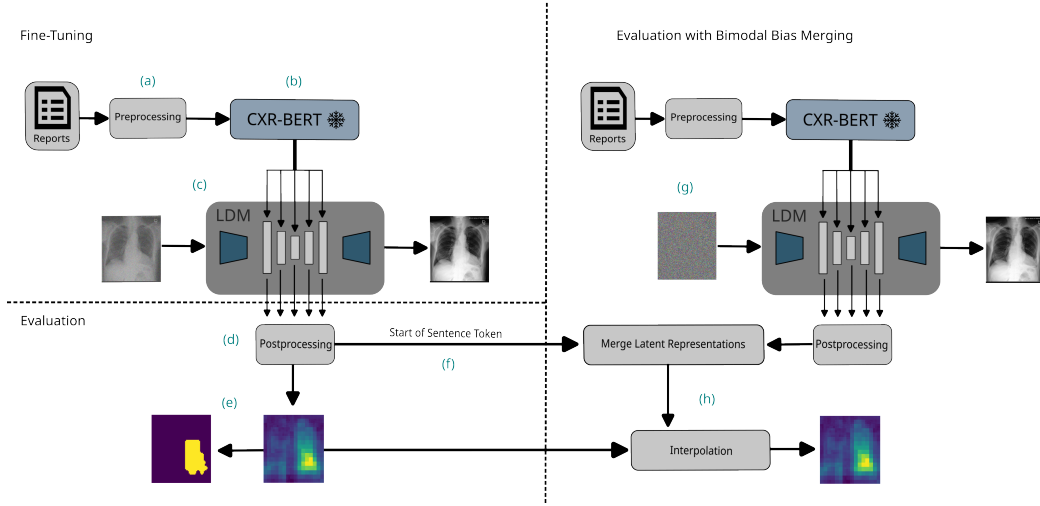 Fine-Tuning
Evaluation with Bimodal Bias Merging
(a)
(b)
Reports
Preprocessing
CXR-BERT
Reports
Preprocessing
CXR-BERT
(c)
LDM
(g)
LDM
Evaluation
(d)
Postprocessing
Start of Sentence Token
(f)
Merge Latent Representations
Postprocessing
(e)
(h)
Interpolation